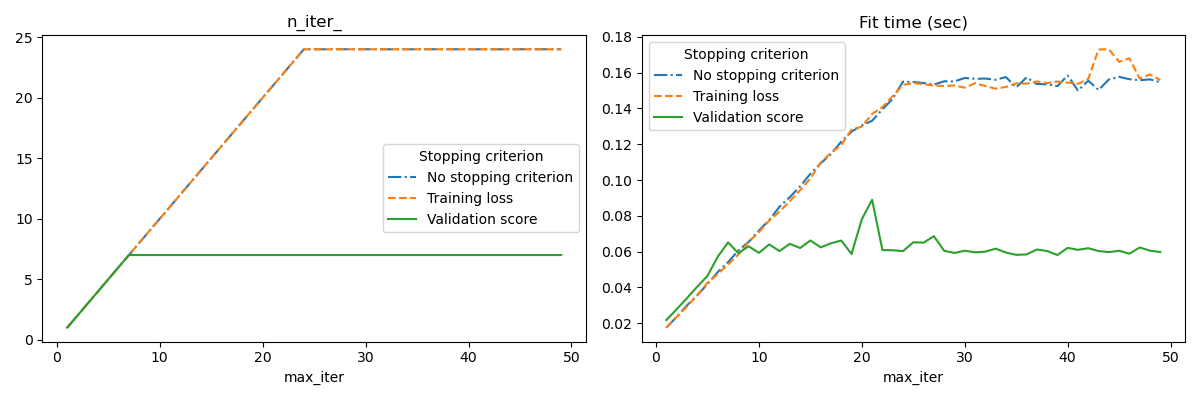 n_iter_
25
20
15
10
5
0
0
10
20
30
40
50
max_iter
Stopping criterion
No stopping criterion
Training loss
Validation score
Fit time (sec)
0.18
0.16
0.14
0.12
0.10
0.08
0.06
0.04
0.02
0
10
20
30
40
50
max_iter
Stopping criterion
No stopping criterion
Training loss
Validation score